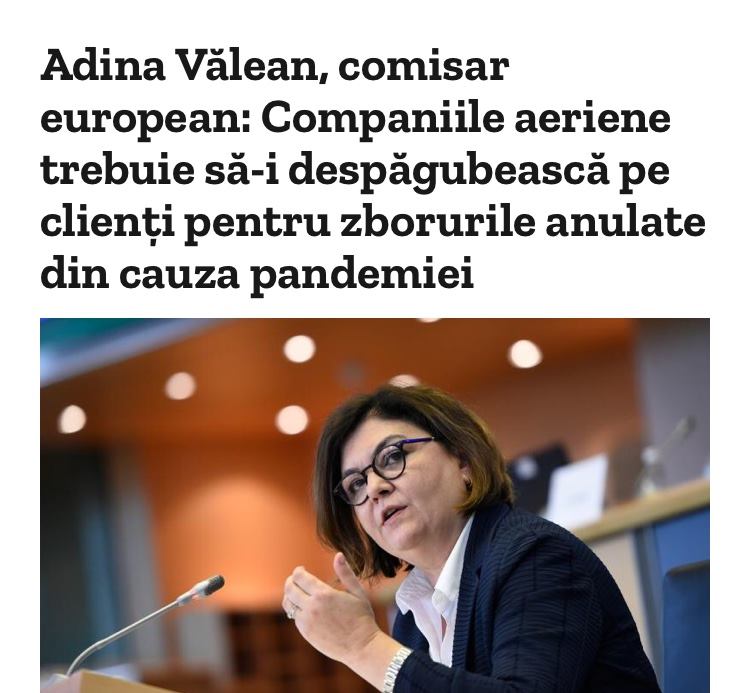 Adina Vălean, comisar
european: Companiile aeriene
trebuie să-i despăgubească pe
clienți pentru zborurile anulate
din cauza pandemiei